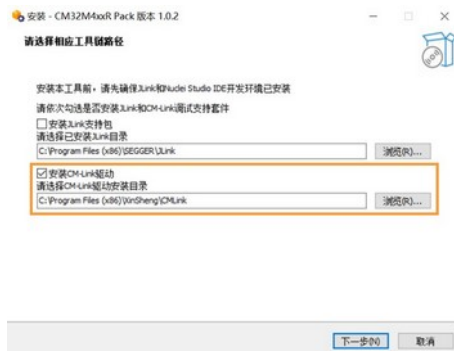 安装 - CM32M4xxR Pack 版本 1.0.2
请选择相应工具链路径
安装本工具前，请先确保JLink和Nuclei Studio IDE开发环境已安装
请依次勾选是否安装JLink和CM-Link调试支持套件
安装JLink支持包
请选择已安装JLink目录
C:\Program Files (x86)\SEGGER\JLink
浏览(R)...
安装CM-Link驱动
请选择CM-Link驱动安装目录
C:\Program Files (x86)\XinSheng\CMLink
浏览(R)...
下一步(N)
取消